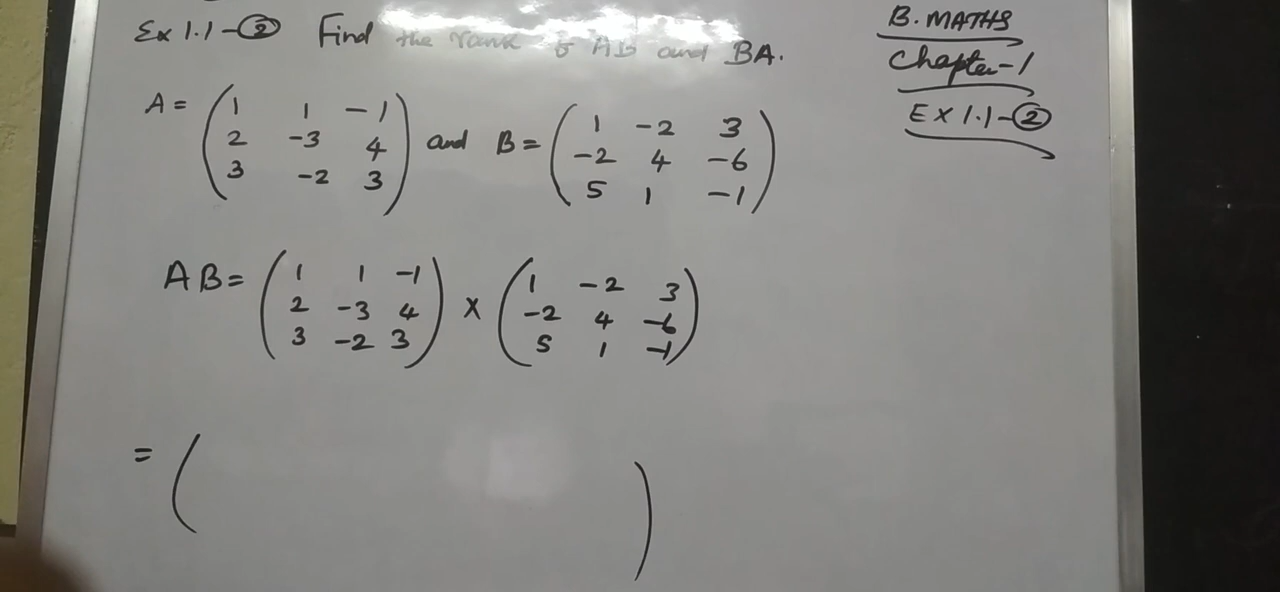 Ex 1.1-② Find the rank of AB and BA.
B. MATHS
Chapter-1
EX 1.1-②
A = ( 1 1 -1
2 -3 4
3 -2 3 ) and B = ( 1 -2 3
-2 4 -6
5 1 -1 )
AB = ( 1 1 -1
2 -3 4
3 -2 3 ) × ( 1 -2 3
-2 4 -6
5 1 -1 )
= ( )